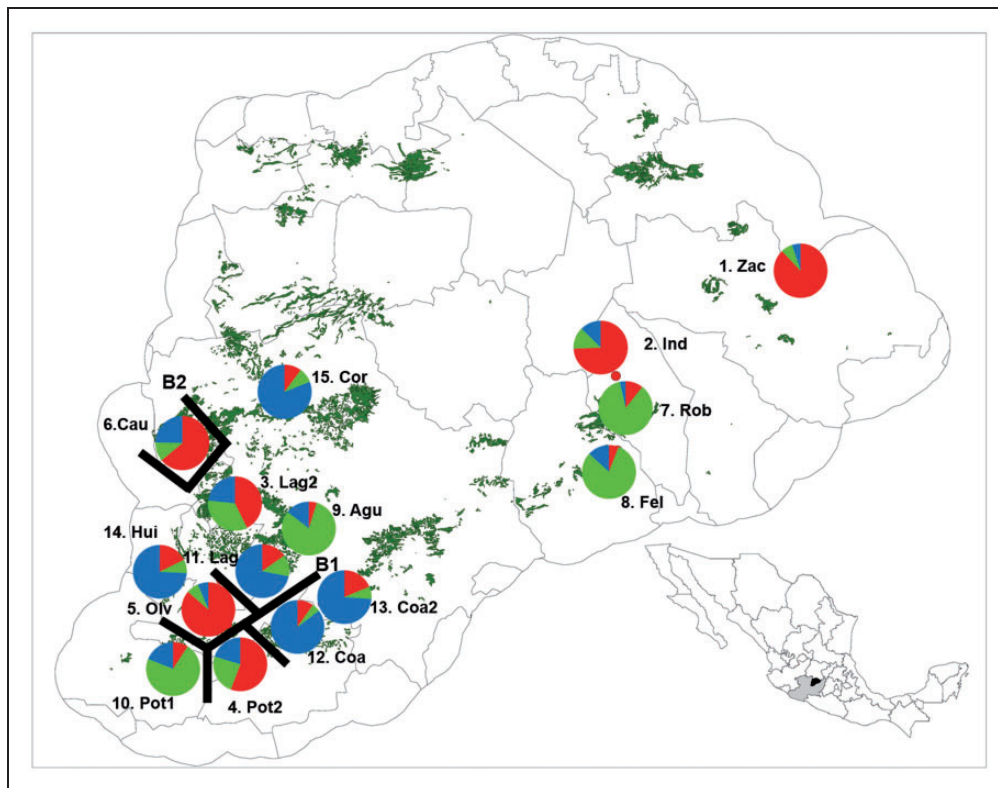 1. Zac
2. Ind
15. Cor
B2
7. Rob
6.Cau
8. Fel
3. Lag2
9. Agu
14. Hui
11. Lag
B1
5. Olv
13. Coa2
12. Coa
10. Pot1
4. Pot2